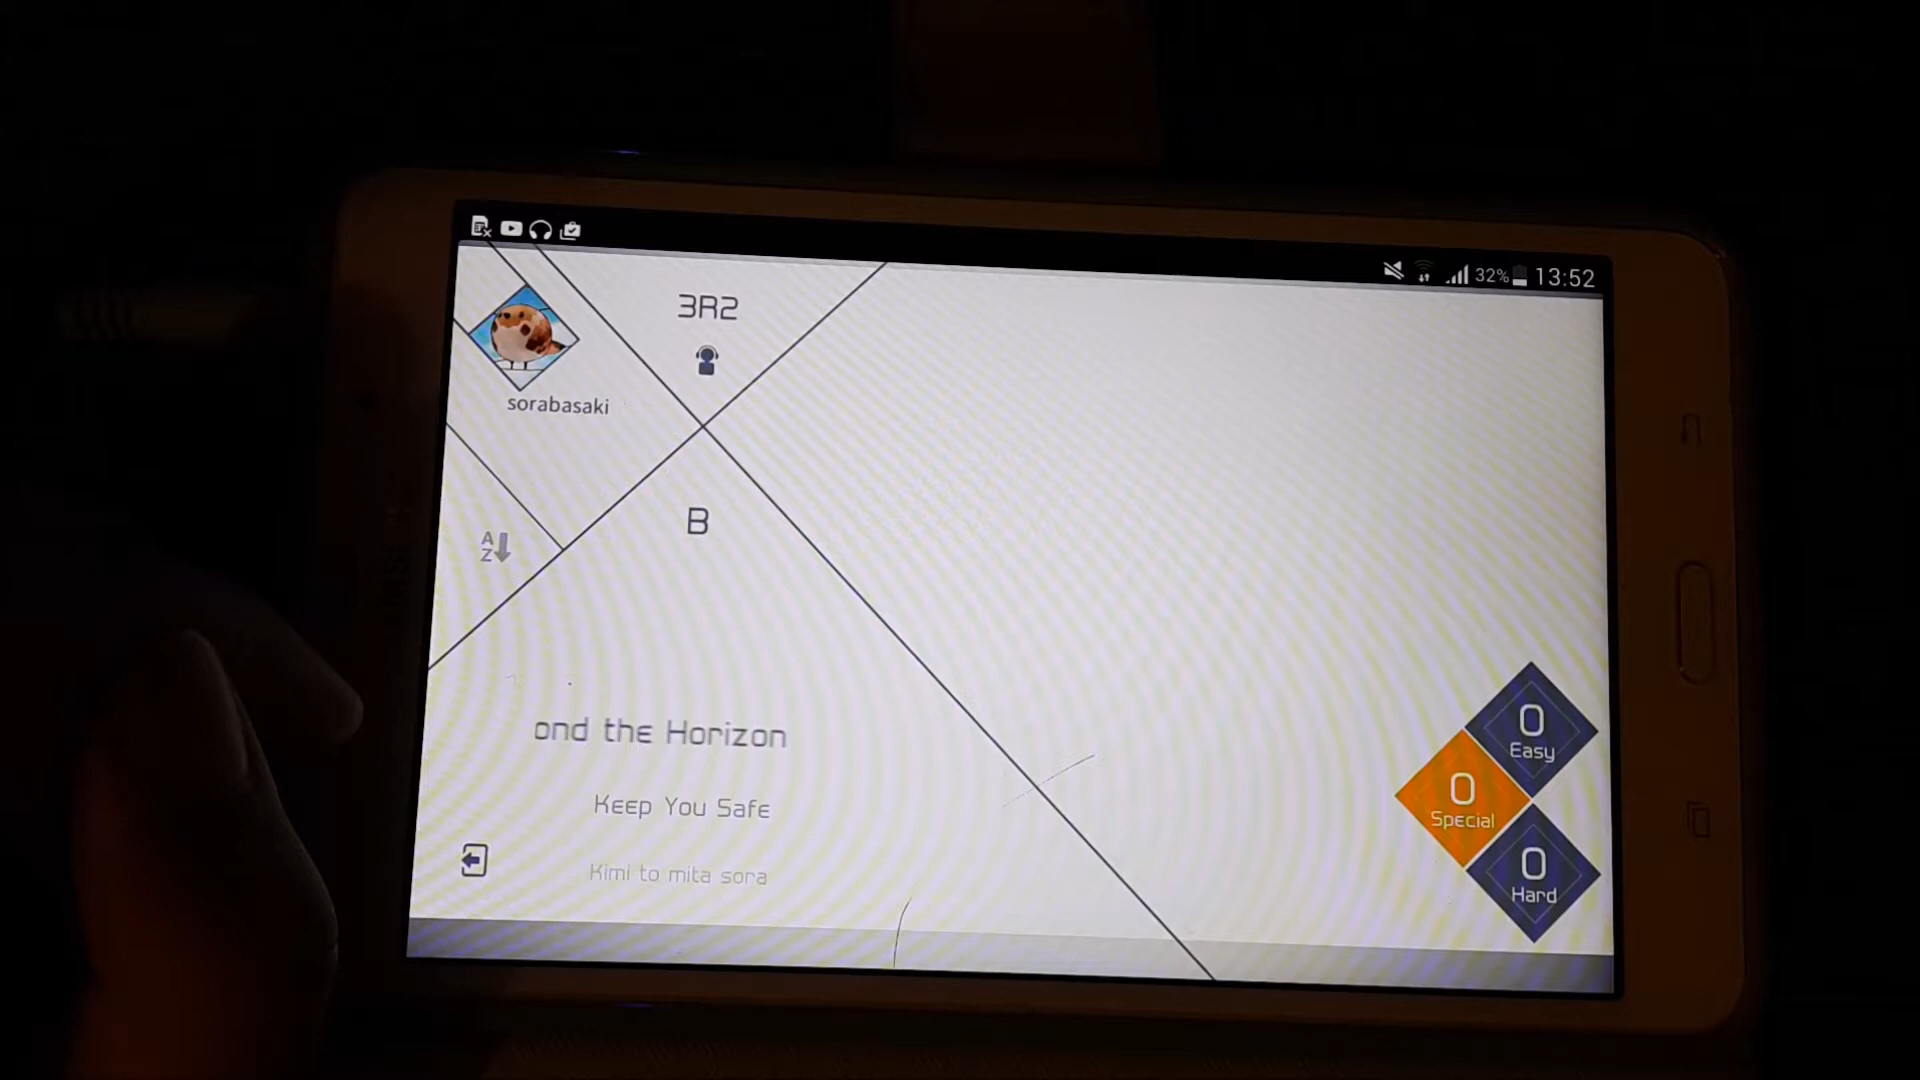 32% 13:52
3R2
sorabasaki
B
A
Z
ond the Horizon
Keep You Safe
Kimi to mita sora
0
Easy
0
Special
0
Hard